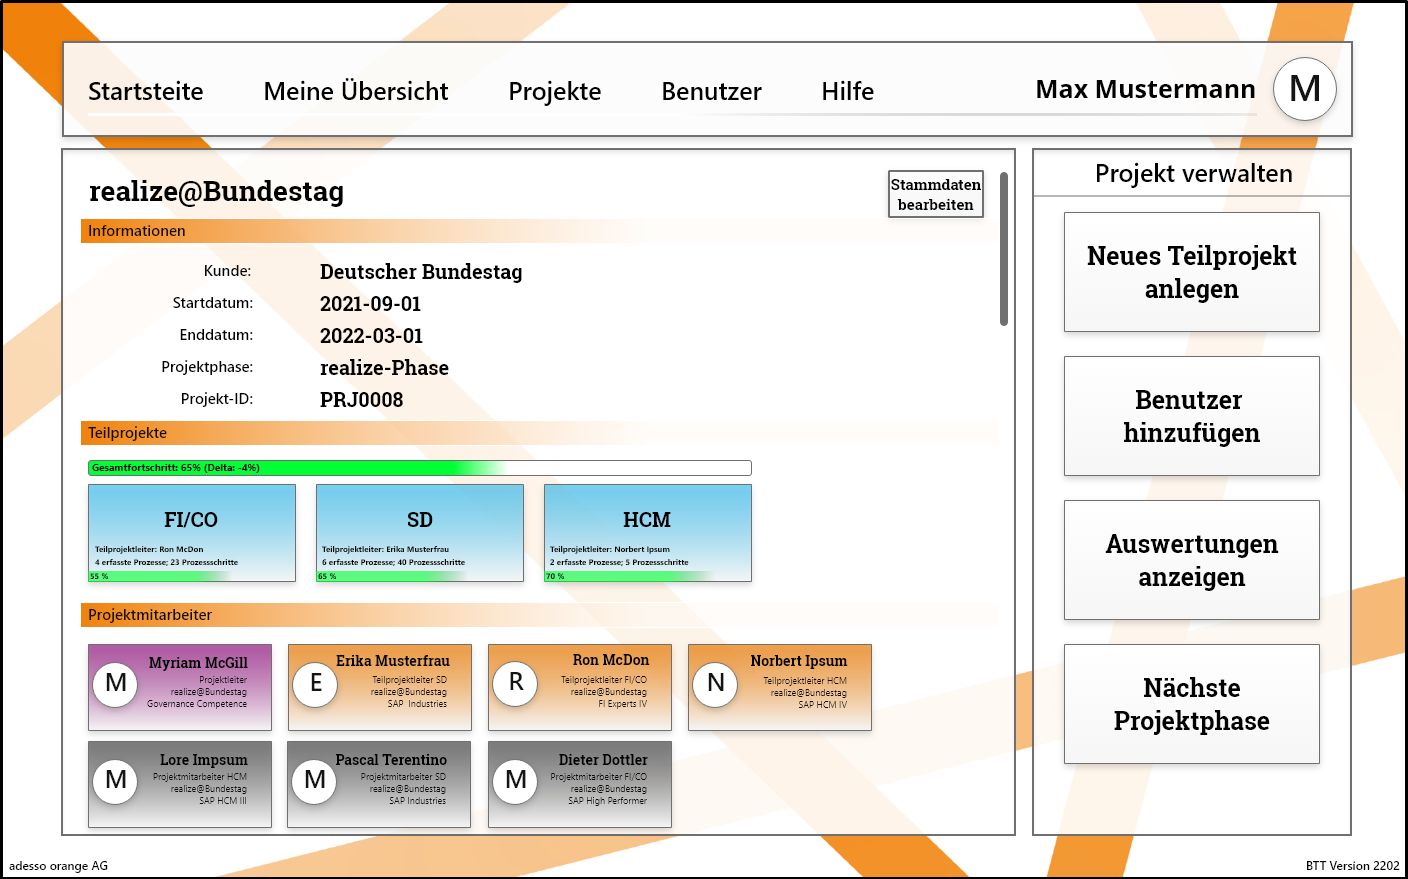 Startsteite Meine Übersicht Projekte Benutzer Hilfe Max Mustermann M
realize@Bundestag
Stammdaten
bearbeiten
Informationen
Kunde: Deutscher Bundestag
Startdatum: 2021-09-01
Enddatum: 2022-03-01
Projektphase: realize-Phase
Projekt-ID: PRJ0008
Teilprojekte
Gesamtfortschritt: 65% (Delta: -4%)
FI/CO
Teilprojektleiter: Ron McDon
4 erfasste Prozesse; 23 Prozessschritte
55 %
SD
Teilprojektleiter: Erika Musterfrau
6 erfasste Prozesse; 40 Prozessschritte
65 %
HCM
Teilprojektleiter: Norbert Ipsum
2 erfasste Prozesse; 5 Prozessschritte
70 %
Projektmitarbeiter
M
Myriam McGill
Projektleiter
realize@Bundestag
Governance Competence
E
Erika Musterfrau
Teilprojektleiter SD
realize@Bundestag
SAP Industries
R
Ron McDon
Teilprojektleiter FI/CO
realize@Bundestag
FI Experts IV
N
Norbert Ipsum
Teilprojektleiter HCM
realize@Bundestag
SAP HCM IV
M
Lore Impsum
Projektmitarbeiter HCM
realize@Bundestag
SAP HCM III
M
Pascal Terentino
Projektmitarbeiter SD
realize@Bundestag
SAP Industries
M
Dieter Dottler
Projektmitarbeiter FI/CO
realize@Bundestag
SAP High Performer
Projekt verwalten
Neues Teilprojekt
anlegen
Benutzer
hinzufügen
Auswertungen
anzeigen
Nächste
Projektphase
adesso orange AG
BTT Version 2202